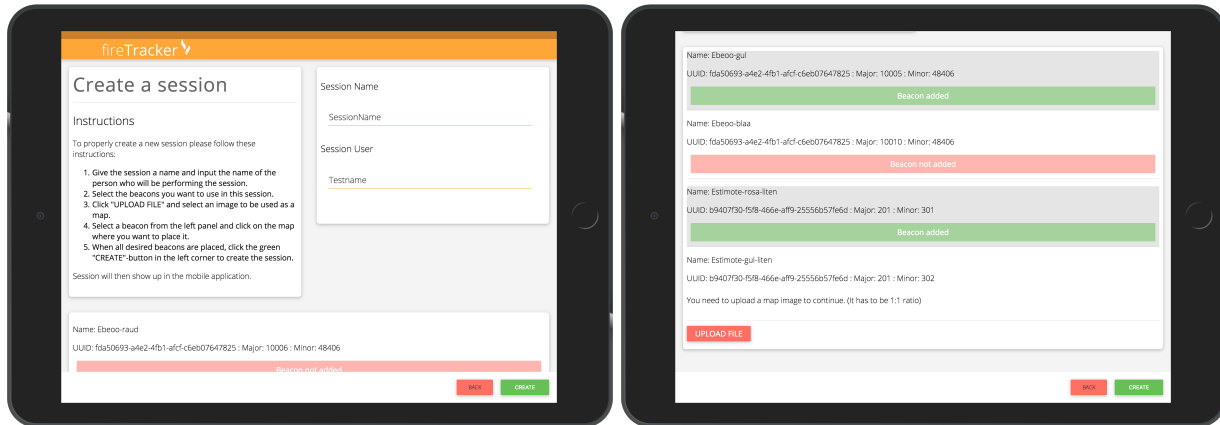 fireTracker
Create a session
Instructions
To properly create a new session please follow these
instructions:
1. Give the session a name and input the name of the
person who will be performing the session.
2. Select the beacons you want to use in this session.
3. Click "UPLOAD FILE" and select an image to be used as a
map.
4. Select a beacon from the left panel and click on the map
where you want to place it.
5. When all desired beacons are placed, click the green
"CREATE"-button in the left corner to create the session.
Session will then show up in the mobile application.
Session Name
SessionName
Session User
Testname
Name: Ebeoo-raud
UUID: fda50693-a4e2-4fb1-afcf-c6eb07647825 : Major: 10006 : Minor: 48406
Beacon not added
BACK
CREATE
Name: Ebeoo-gul
UUID: fda50693-a4e2-4fb1-afcf-c6eb07647825 : Major: 10005 : Minor: 48406
Beacon added
Name: Ebeoo-blaa
UUID: fda50693-a4e2-4fb1-afcf-c6eb07647825 : Major: 10010 : Minor: 48406
Beacon not added
Name: Estimote-rosa-liten
UUID: b9407f30-f5f8-466e-aff9-25556b57fe6d : Major: 201 : Minor: 301
Beacon added
Name: Estimote-gul-liten
UUID: b9407f30-f5f8-466e-aff9-25556b57fe6d : Major: 201 : Minor: 302
You need to upload a map image to continue. (It has to be 1:1 ratio)
UPLOAD FILE
BACK
CREATE